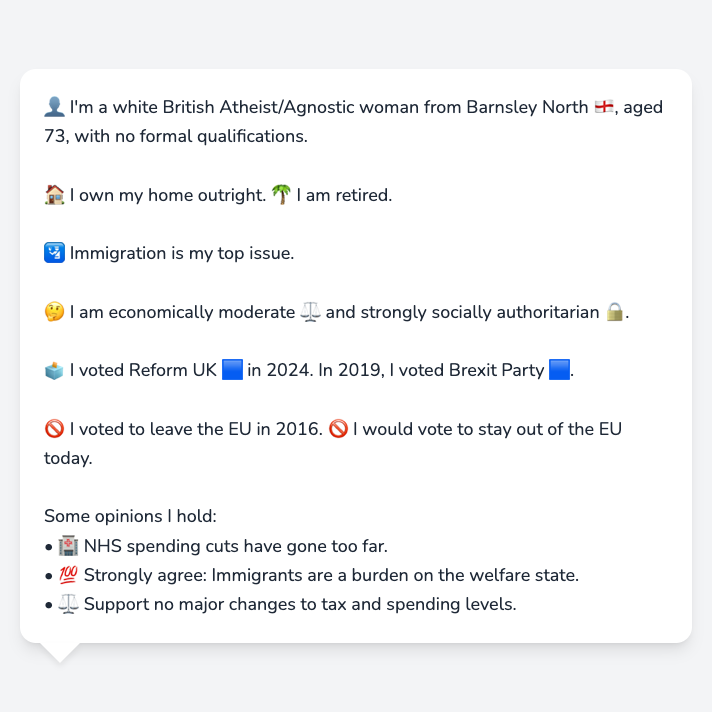 👤 I'm a white British Atheist/Agnostic woman from Barnsley North 🏴󠁧󠁢󠁥󠁮󠁧󠁿, aged
73, with no formal qualifications.
🏠 I own my home outright. 🌴 I am retired.
🛂 Immigration is my top issue.
🤔 I am economically moderate ⚖️ and strongly socially authoritarian 🔒.
🗳️ I voted Reform UK 🟦 in 2024. In 2019, I voted Brexit Party 🟦.
🚫 I voted to leave the EU in 2016. 🚫 I would vote to stay out of the EU
today.
Some opinions I hold:
• 🏥 NHS spending cuts have gone too far.
• 💯 Strongly agree: Immigrants are a burden on the welfare state.
• ⚖️ Support no major changes to tax and spending levels.